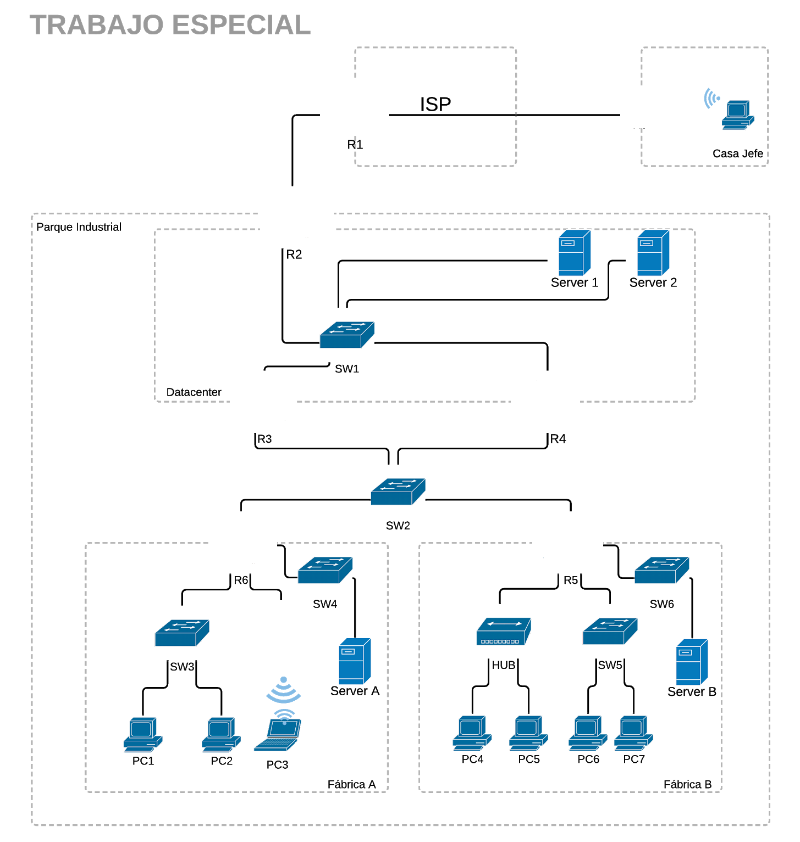 TRABAJO ESPECIAL
ISP
R1
Casa Jefe
Parque Industrial
R2
Server 1
Server 2
SW1
Datacenter
R3
R4
SW2
R6
SW4
R5
SW6
SW3
Server A
HUB
SW5
Server B
PC1
PC2
PC3
PC4
PC5
PC6
PC7
Fábrica A
Fábrica B